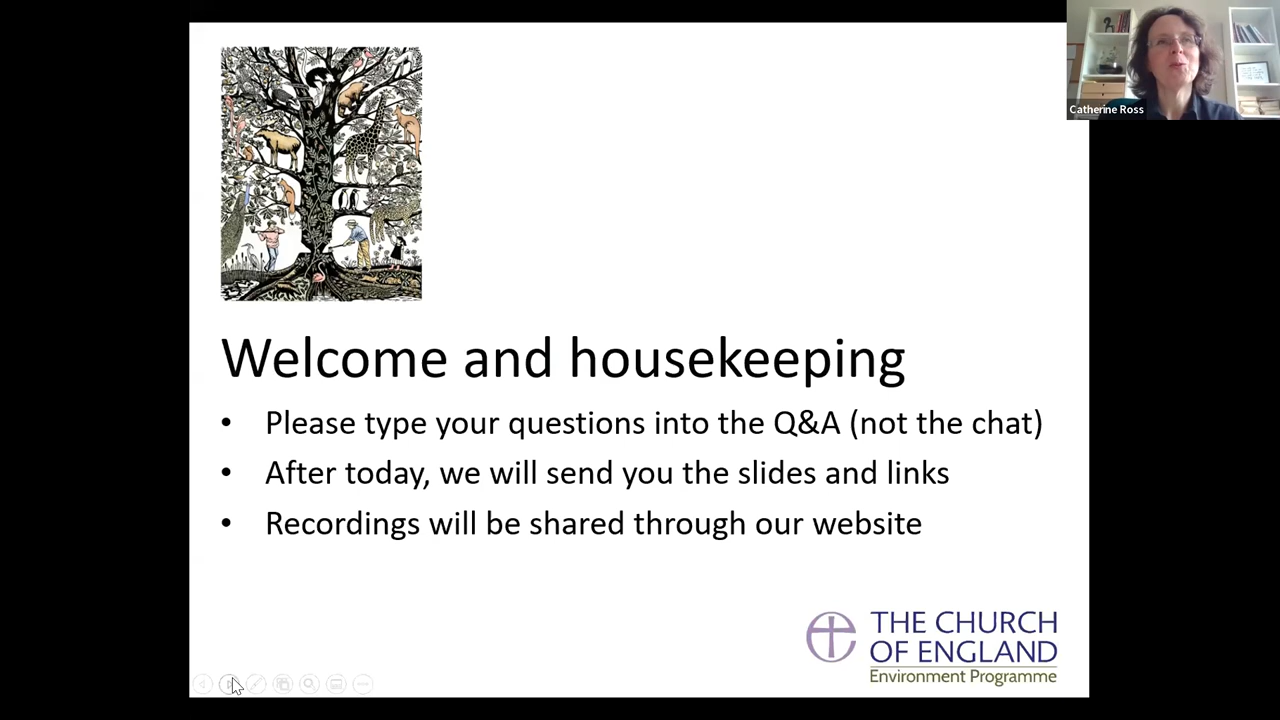 Catherine Ross
Welcome and housekeeping
• Please type your questions into the Q&A (not the chat)
• After today, we will send you the slides and links
• Recordings will be shared through our website
THE CHURCH
OF ENGLAND
Environment Programme